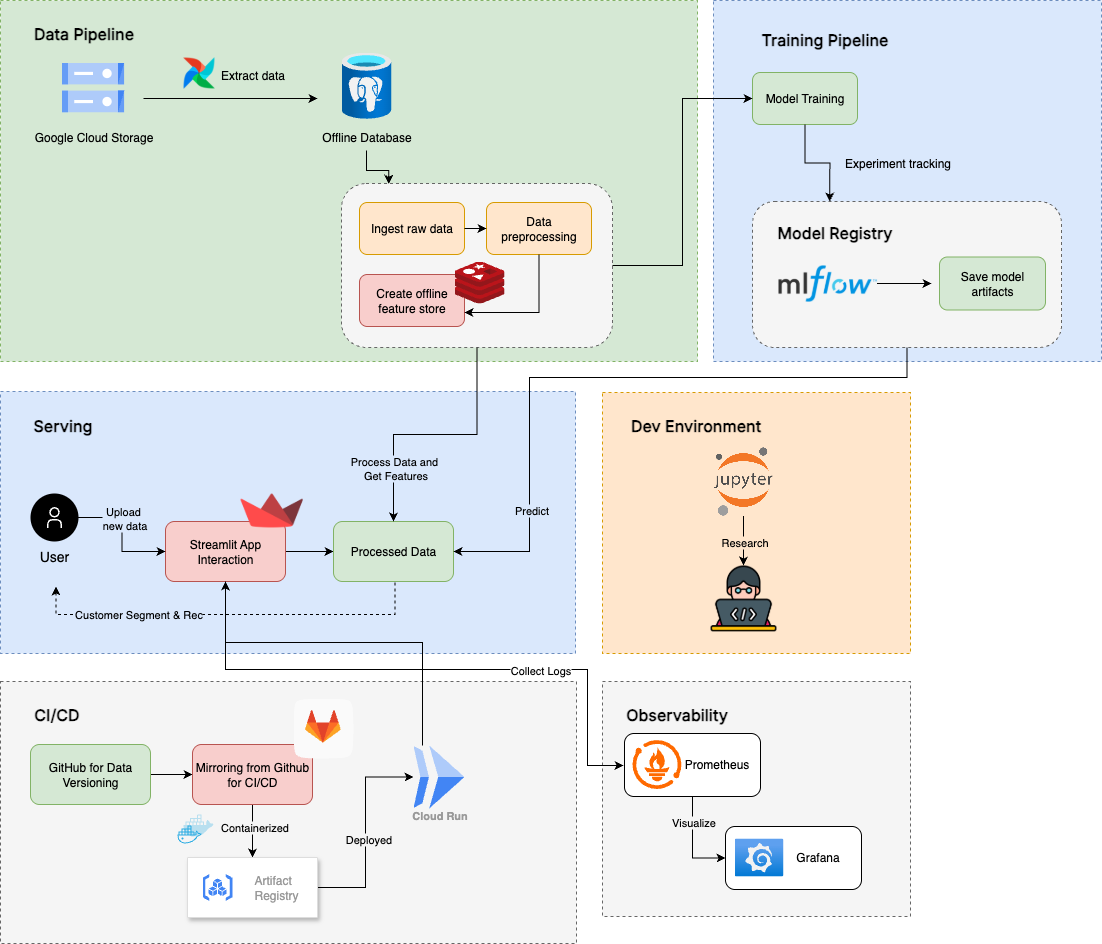 Data Pipeline
Extract data
Google Cloud Storage
Offline Database
Ingest raw data
Data
preprocessing
Create offline
feature store
Training Pipeline
Model Training
Experiment tracking
Model Registry
mlflow
Save model
artifacts
Serving
User
Upload
new data
Streamlit App
Interaction
Process Data and
Get Features
Processed Data
Predict
Customer Segment & Rec
Dev Environment
jupyter
Research
</>
Collect Logs
CI/CD
GitHub for Data
Versioning
Mirroring from Github
for CI/CD
Containerized
Artifact
Registry
Deployed
Cloud Run
Observability
Prometheus
Visualize
Grafana